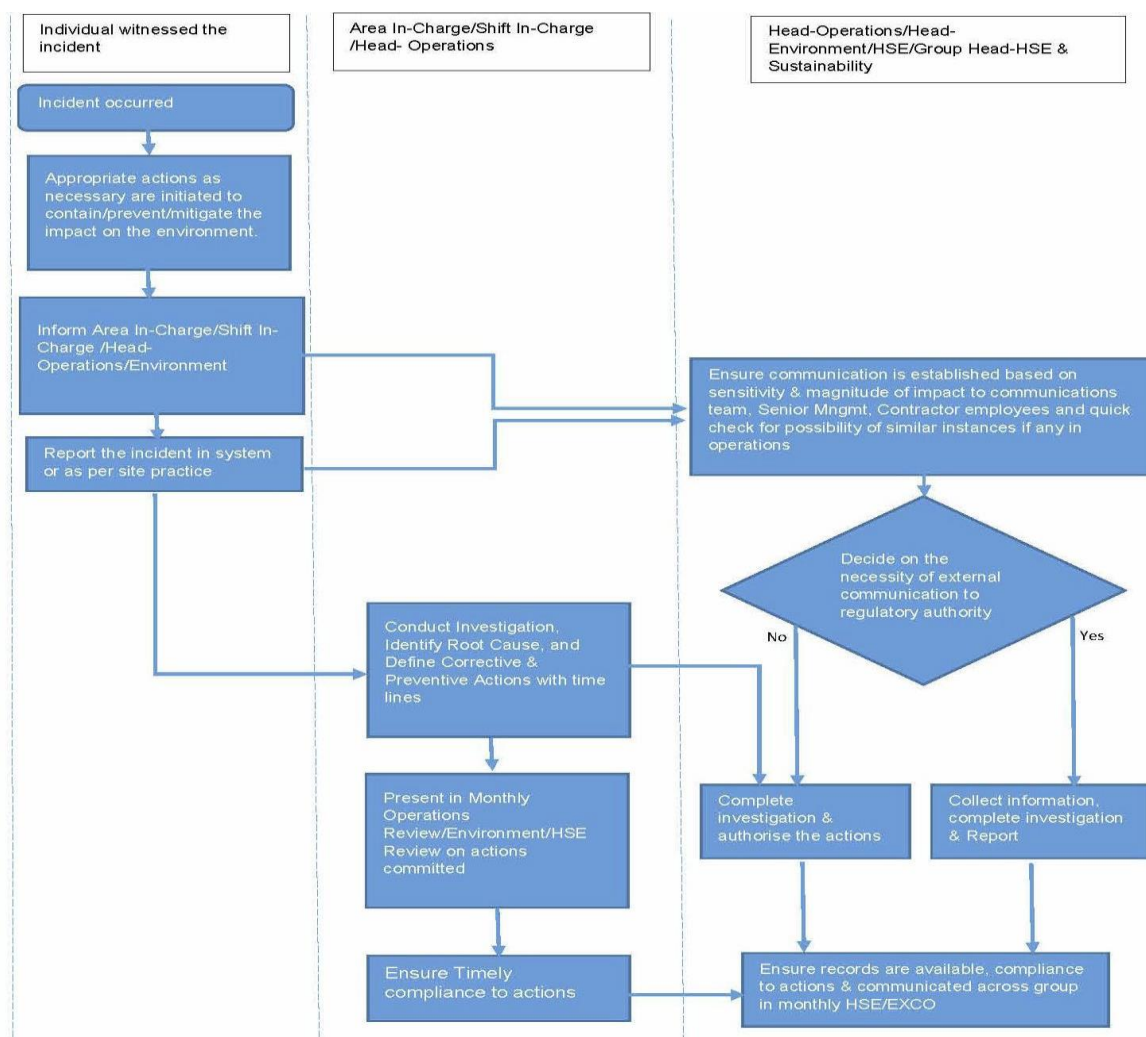 Individual witnessed the
incident
Area In-Charge/Shift In-Charge
/Head- Operations
Head-Operations/Head-
Environment/HSE/Group Head-HSE &
Sustainability
Incident occurred
Appropriate actions as
necessary are initiated to
contain/prevent/mitigate the
impact on the environment.
Inform Area In-Charge/Shift In-
Charge /Head-
Operations/Environment
Report the incident in system
or as per site practice
Ensure communication is established based on
sensitivity & magnitude of impact to communications
team, Senior Mngmt, Contractor employees and quick
check for possibility of similar instances if any in
operations
Decide on the
necessity of external
communication to
regulatory authority
No
Yes
Conduct Investigation,
Identify Root Cause, and
Define Corrective &
Preventive Actions with time
lines
Present in Monthly
Operations
Review/Environment/HSE
Review on actions
committed
Complete
investigation &
authorise the actions
Collect information,
complete investigation
& Report
Ensure Timely
compliance to actions
Ensure records are available, compliance
to actions & communicated across group
in monthly HSE/EXCO